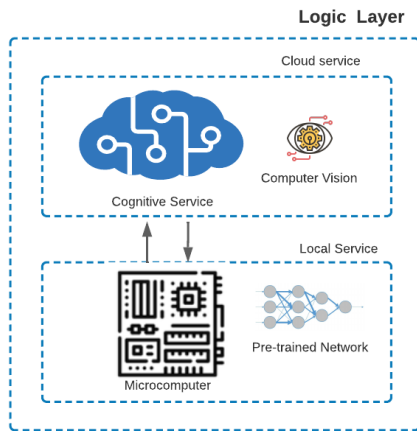 Logic Layer
Cloud service
Cognitive Service
Computer Vision
Local Service
Microcomputer
Pre-trained Network